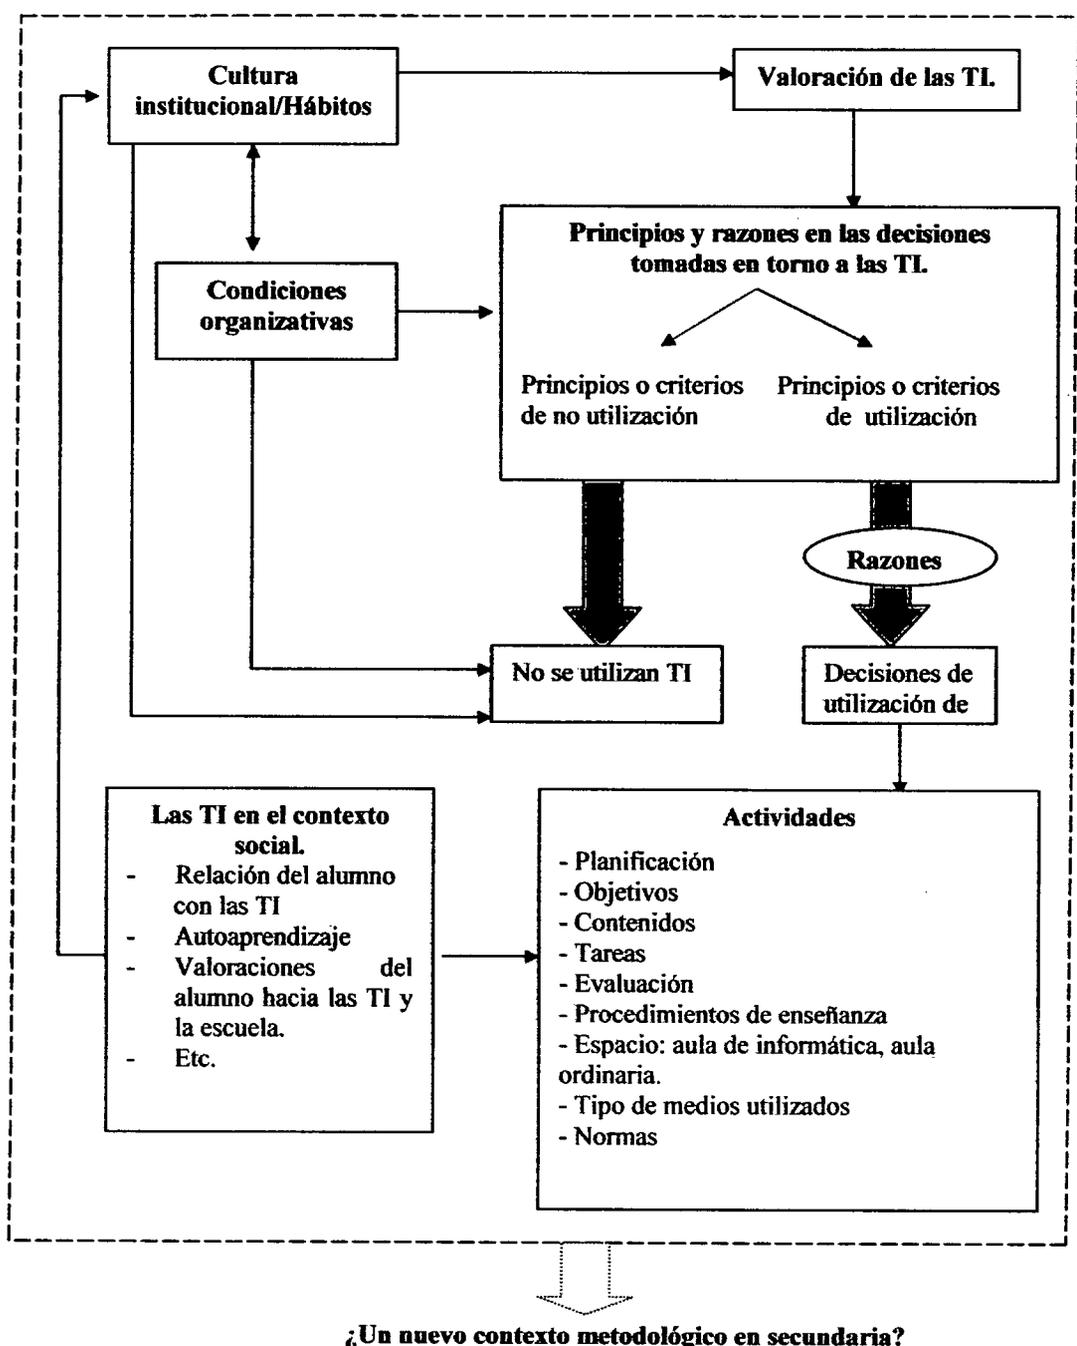 Cultura
institucional/Hábitos
Valoración de las TI.
Principios y razones en las decisiones
tomadas en torno a las TI.
Condiciones
organizativas
Principios o criterios
de no utilización
Principios o criterios
de utilización
Razones
No se utilizan TI
Decisiones de
utilización de
Las TI en el contexto
social.
- Relación del alumno
con las TI
- Autoaprendizaje
- Valoraciones del
alumno hacia las TI y
la escuela.
- Etc.
Actividades
- Planificación
- Objetivos
- Contenidos
- Tareas
- Evaluación
- Procedimientos de enseñanza
- Espacio: aula de informática, aula
ordinaria.
- Tipo de medios utilizados
- Normas
¿Un nuevo contexto metodológico en secundaria?